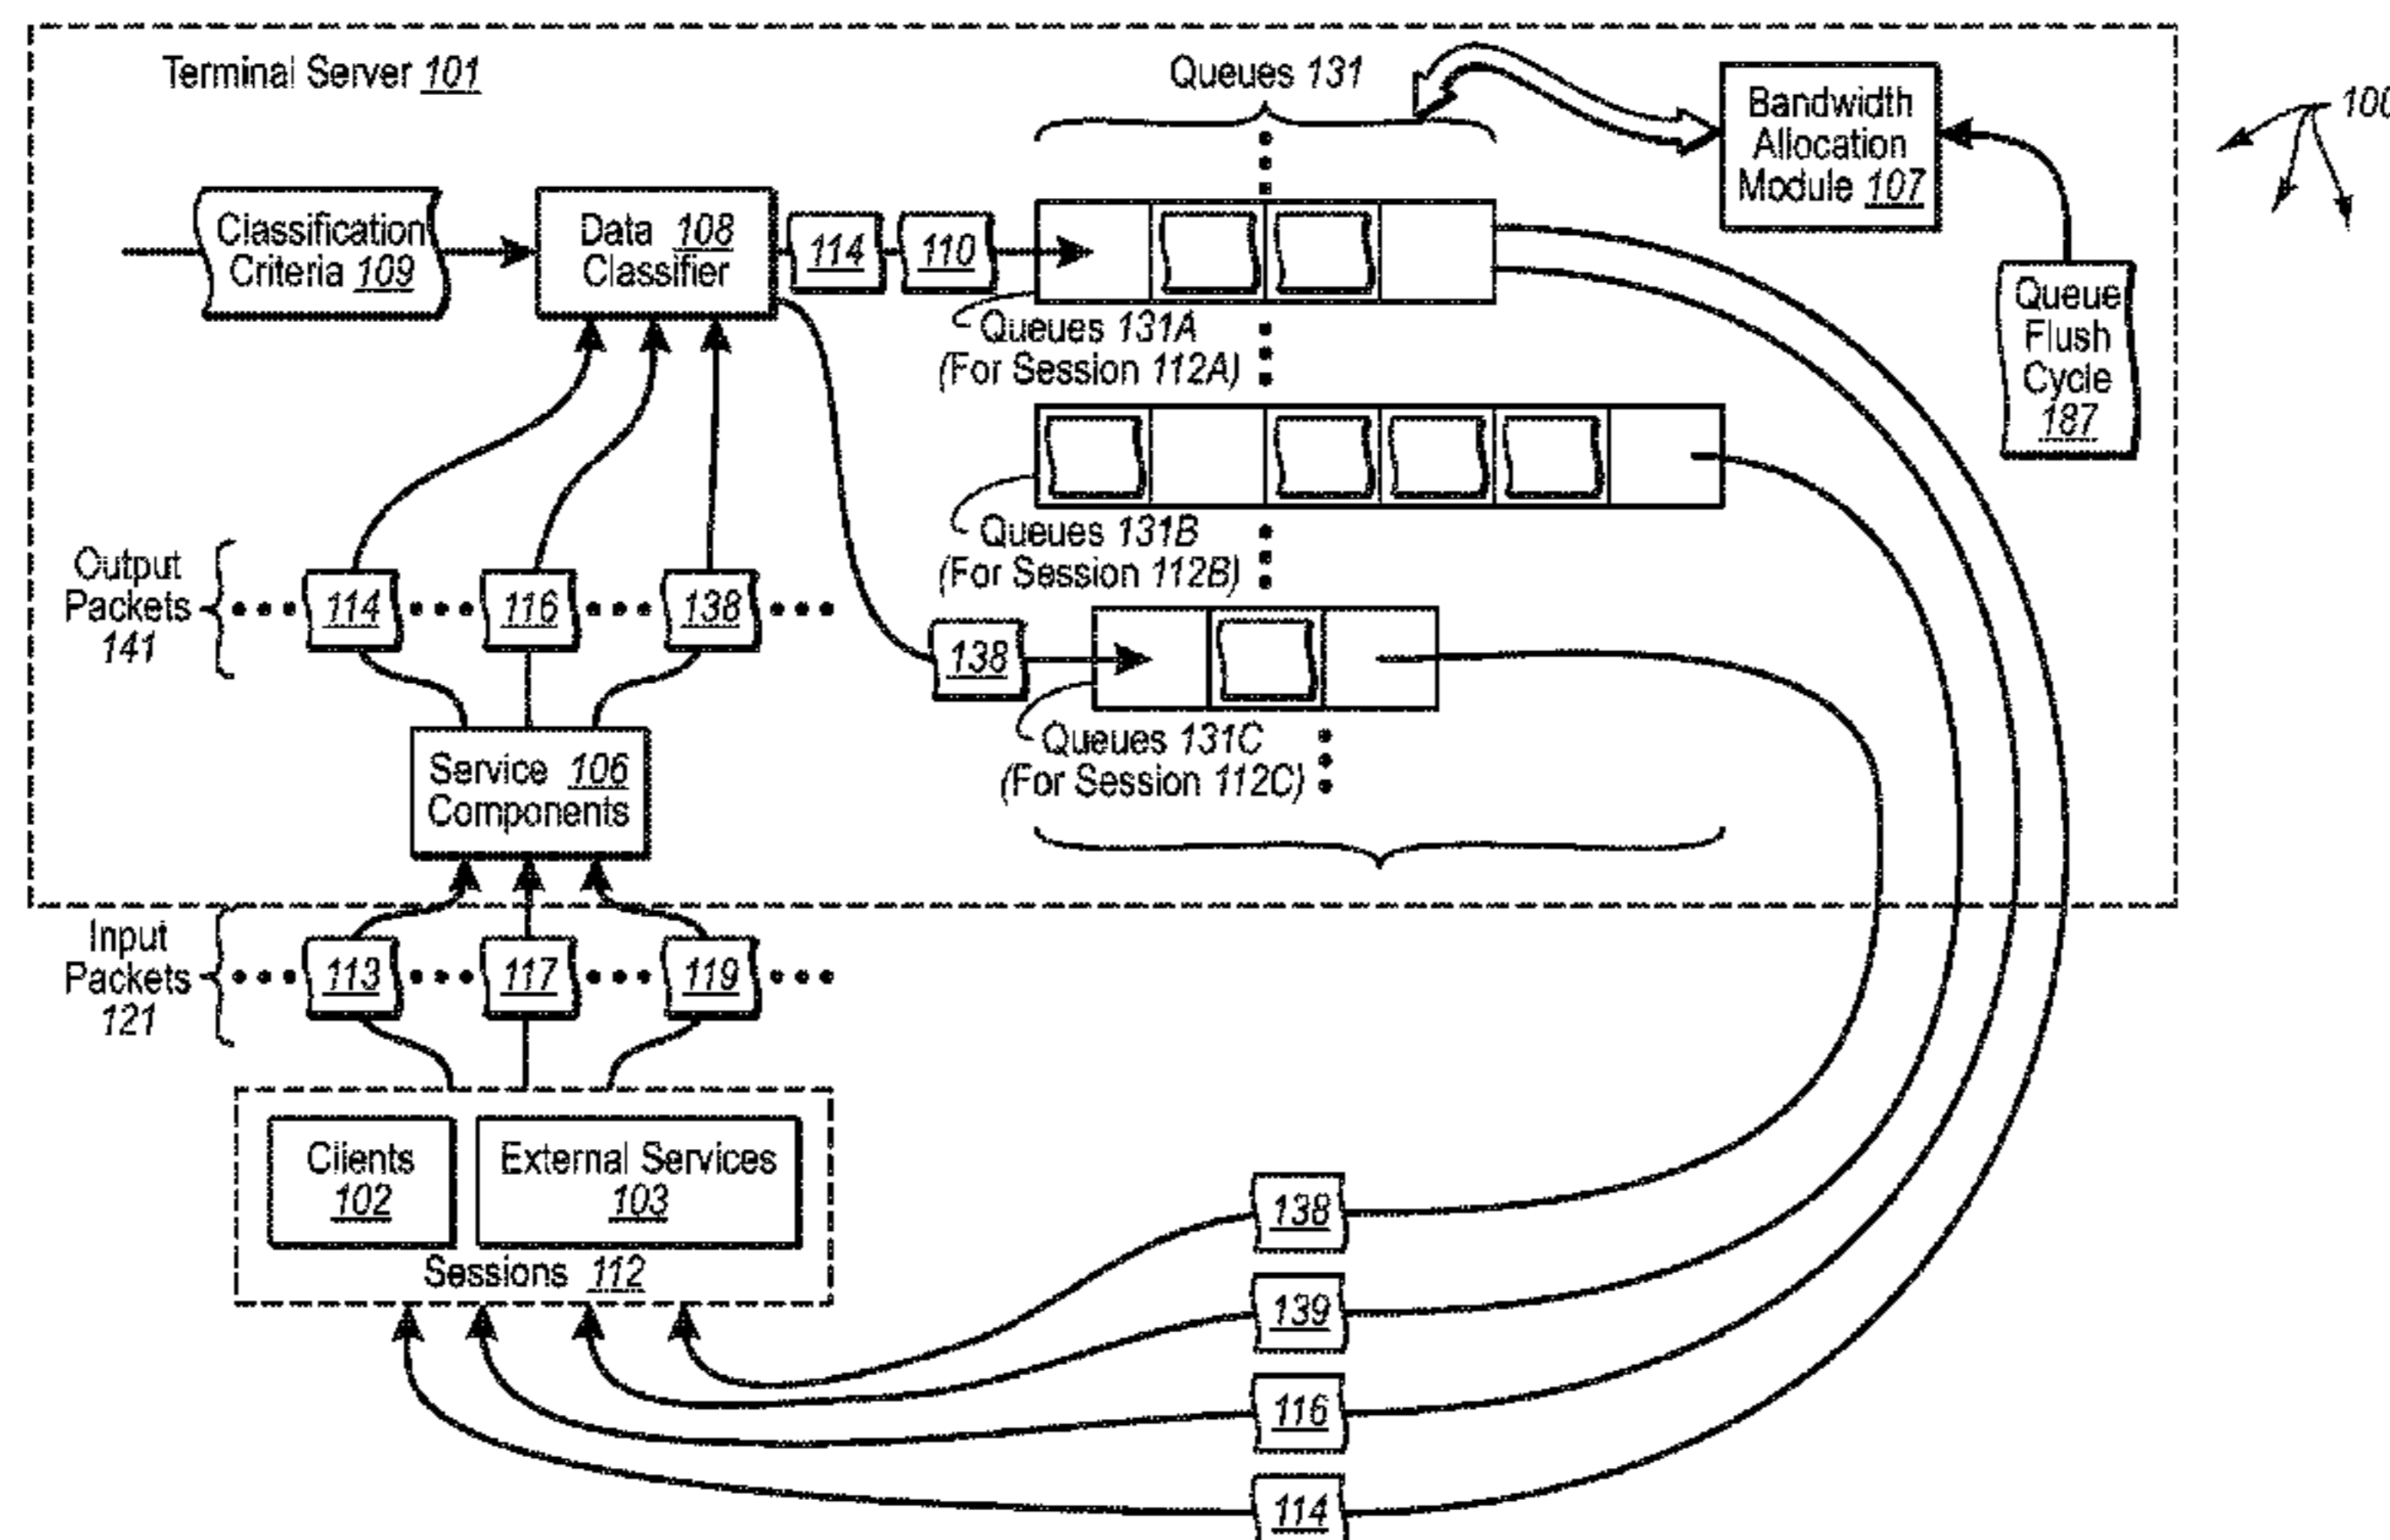 Terminal Server 101
Queues 131
Bandwidth
Allocation
Module 107
100
Classification
Criteria 109
Data 108
Classifier
114
110
Queue
Flush
Cycle
187
Queues 131A
(For Session 112A)
Queues 131B
(For Session 112B)
Output
Packets
141
114
116
138
138
Queues 131C
(For Session 112C)
Service 106
Components
Input
Packets
121
113
117
119
Clients
102
External Services
103
Sessions 112
138
139
116
114